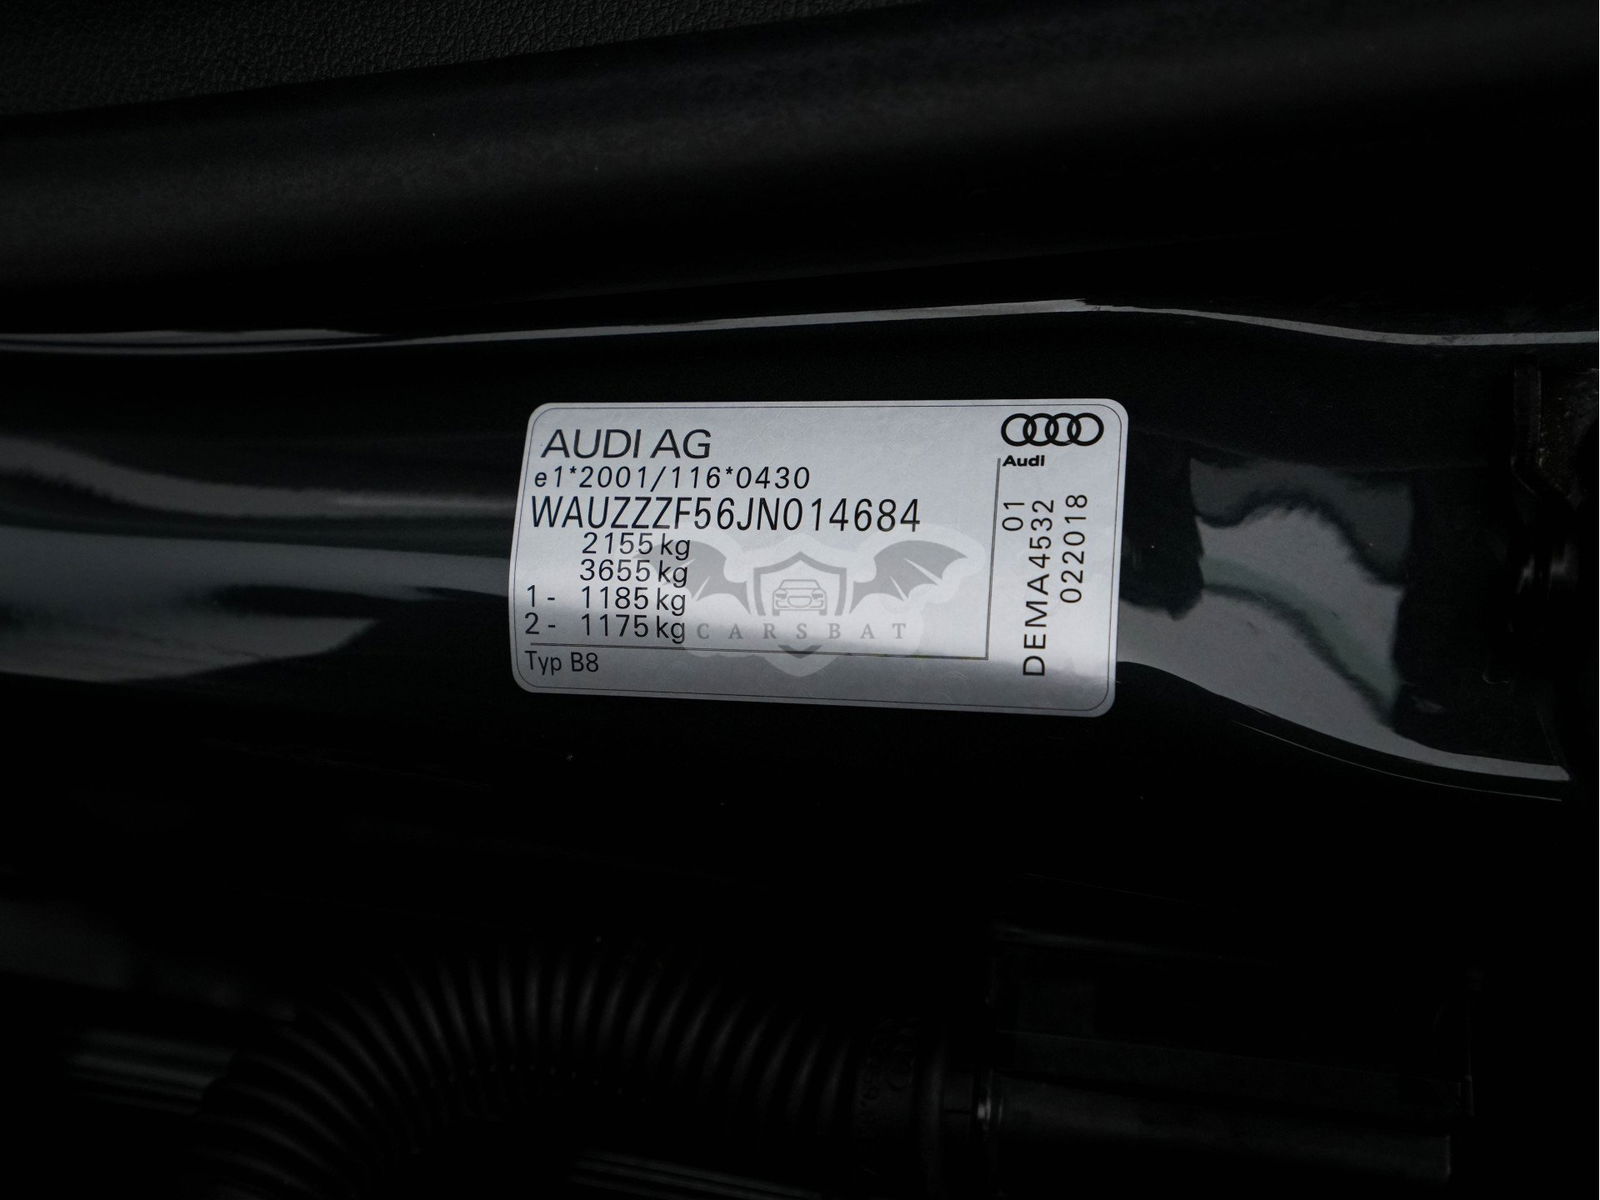 AUDI AG
e1*2001/116*0430
WAUZZZF56JN014684
2155 kg
3655 kg
1- 1185 kg
2- 1175 kg
Typ B8
Audi
01
DEMA4532
022018
CARSBAT